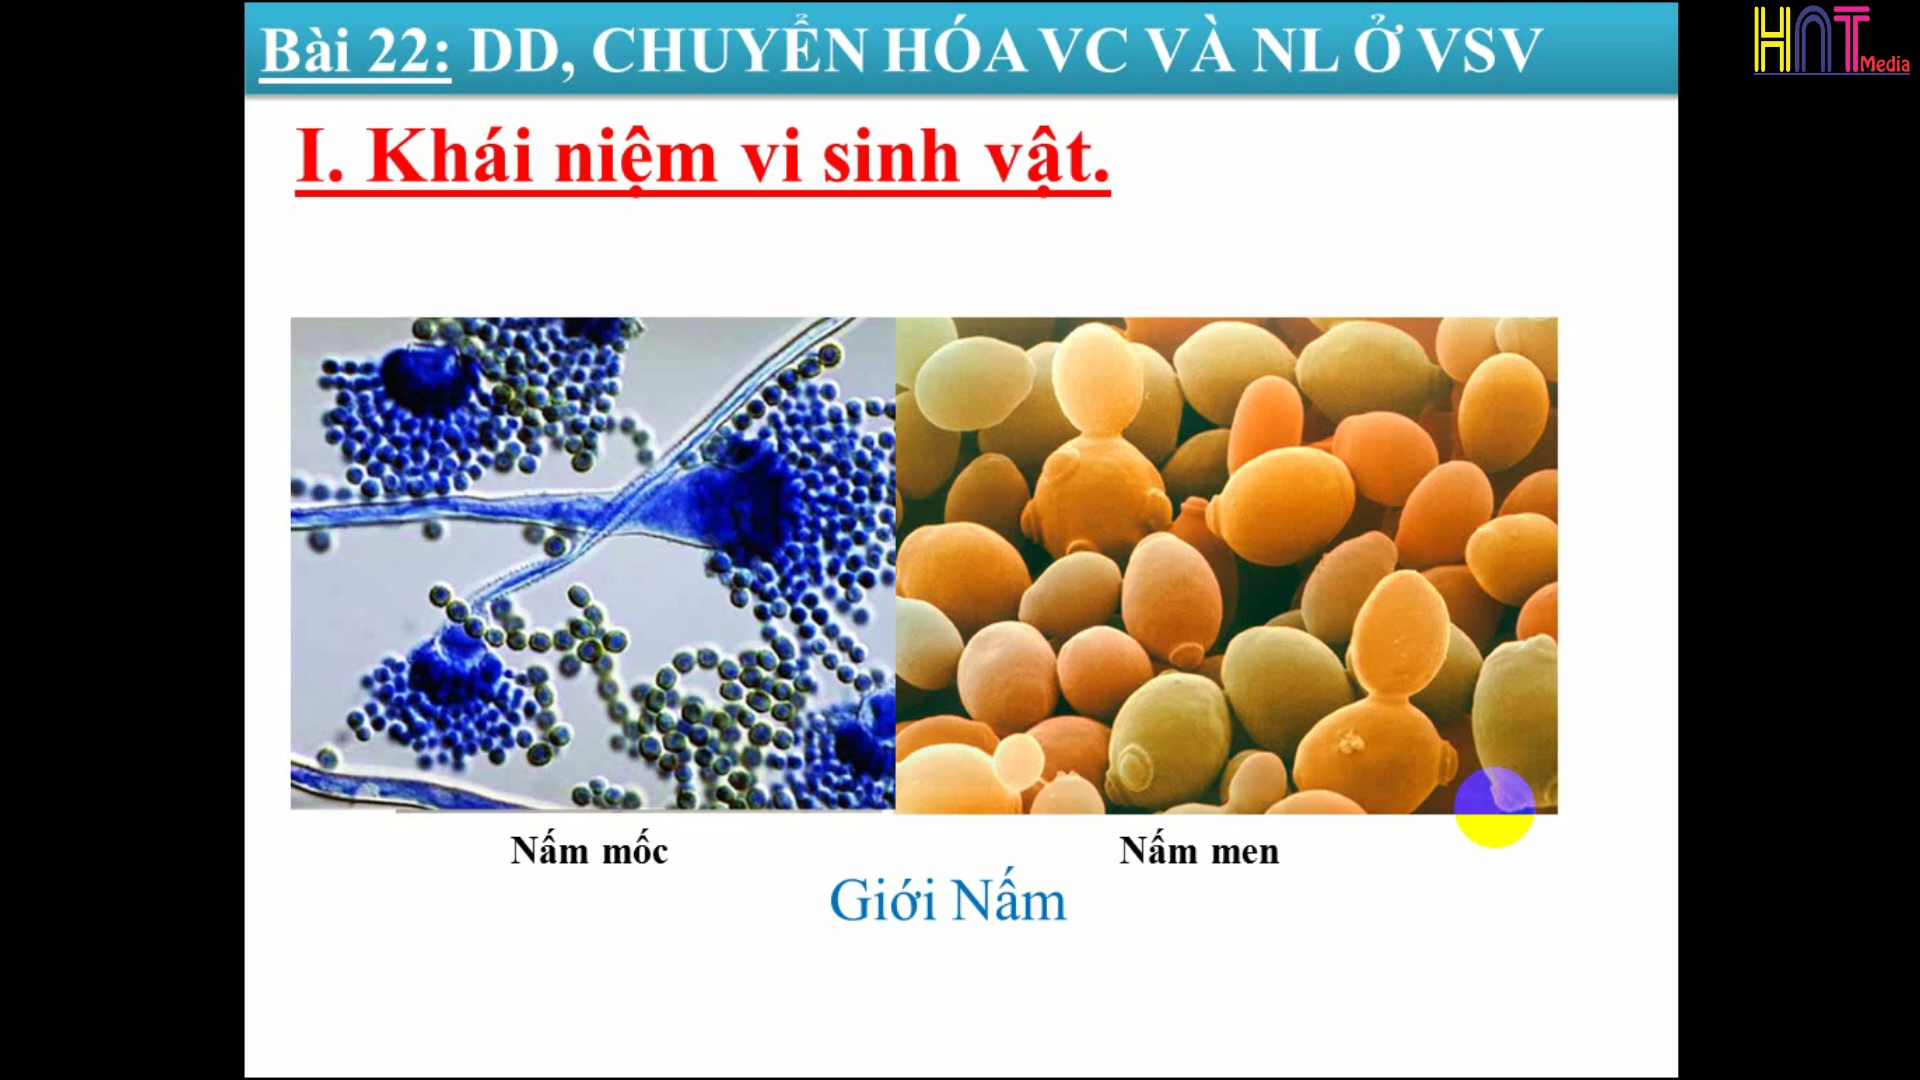 Bài 22: DD, CHUYỂN HÓA VC VÀ NL Ở VSV
HNT Media
I. Khái niệm vi sinh vật.
Nấm mốc
Nấm men
Giới Nấm